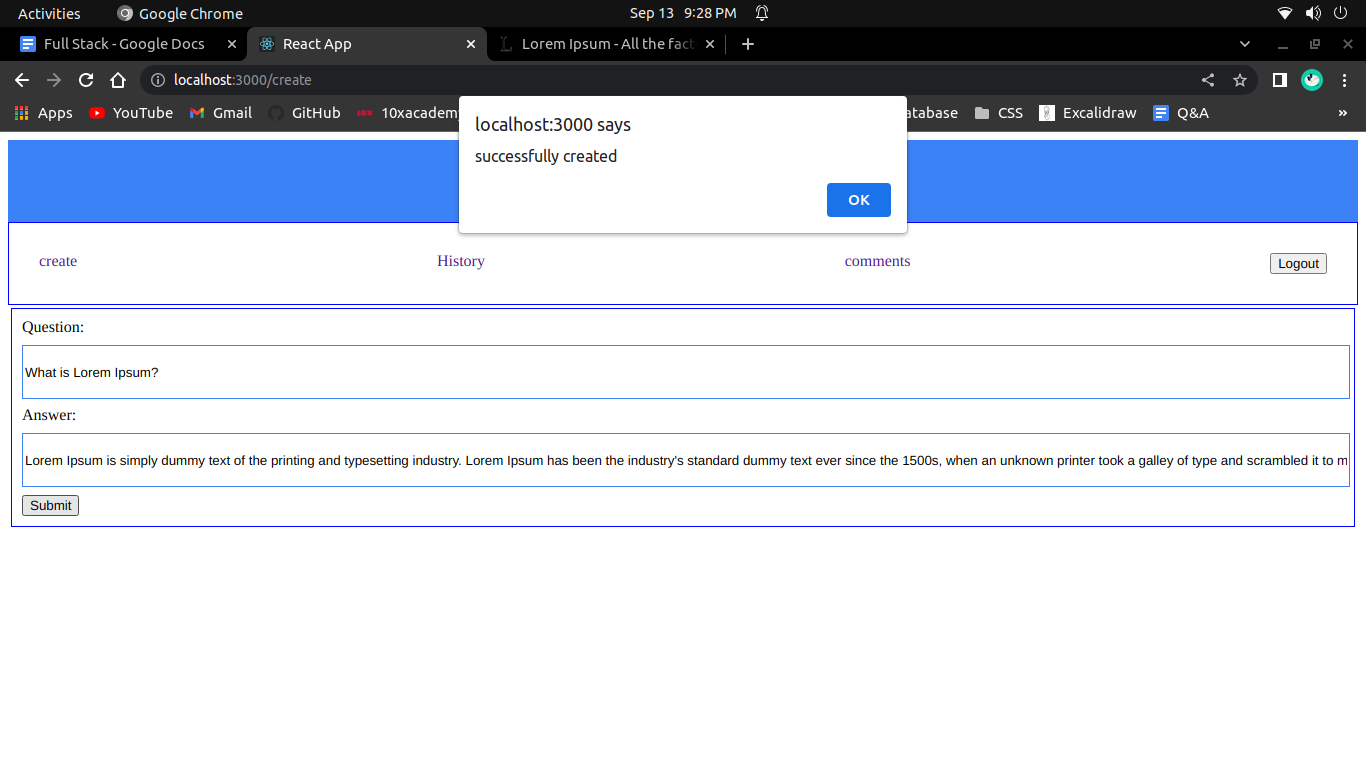 Activities Google Chrome Sep 13 9:28 PM
Full Stack - Google Docs React App Lorem Ipsum - All the fact
localhost:3000/create
Apps YouTube Gmail GitHub 10xacadem atabase CSS Excalidraw Q&A »
localhost:3000 says
successfully created
OK
create History comments Logout
Question:
What is Lorem Ipsum?
Answer:
Lorem Ipsum is simply dummy text of the printing and typesetting industry. Lorem Ipsum has been the industry's standard dummy text ever since the 1500s, when an unknown printer took a galley of type and scrambled it to m
Submit